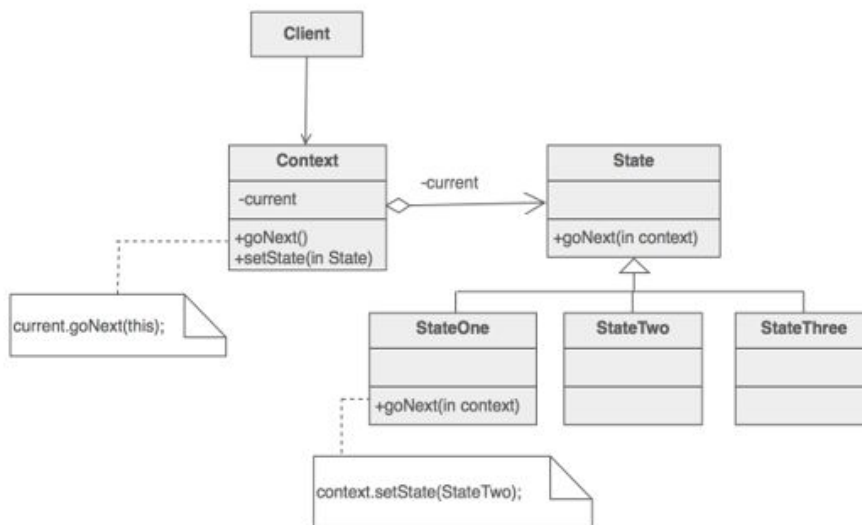 Client
Context
-current
+goNext()
+setState(in State)
-current
State
+goNext(in context)
current.goNext(this);
StateOne
+goNext(in context)
StateTwo
StateThree
context.setState(StateTwo);